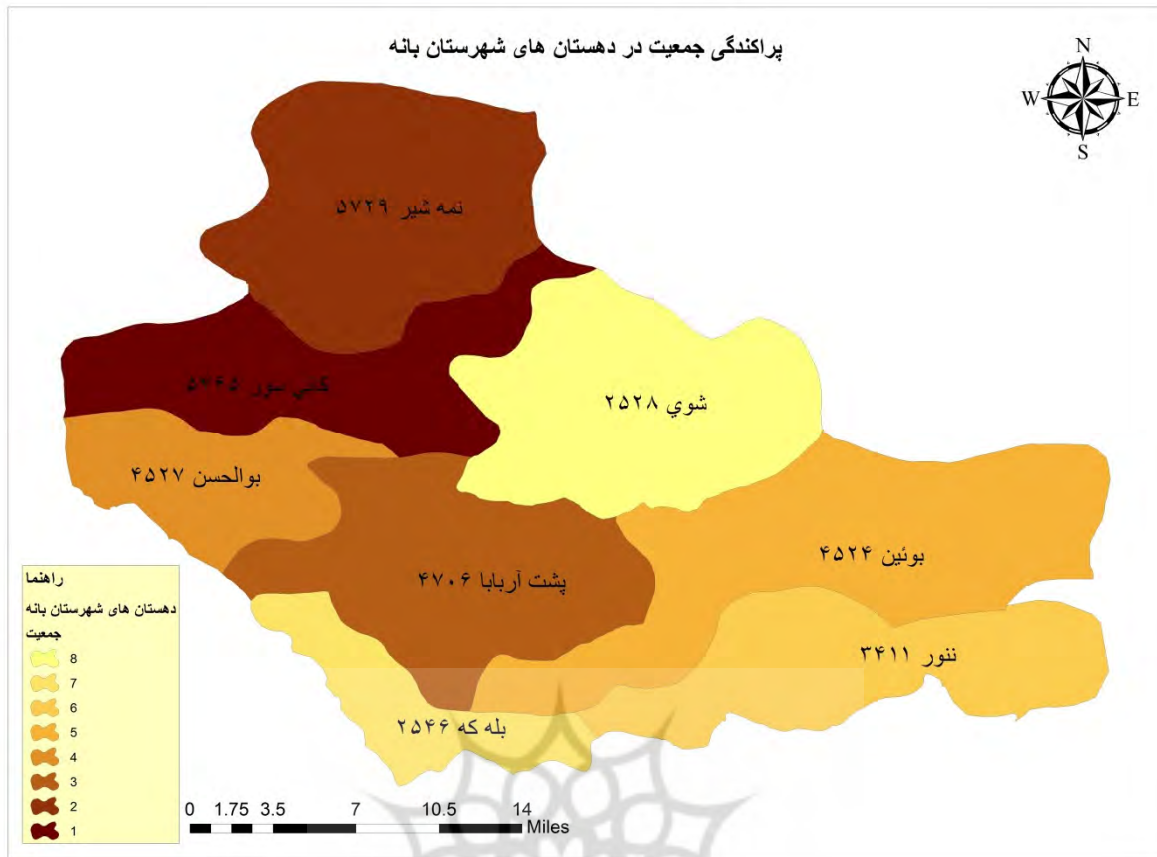 پراکندگی جمعیت در دهستان های شهرستان بانه
N
W E
S
نمه شیر ۵۷۲۹
كاني سور
شوي ۲۵۲۸
بوالحسن ۴۵۲۷
بوئین ۴۵۲۴
پشت آربابا ۴۷۰۶
ننور ۳۴۱۱
بله که ۲۵۴۶
راهنما
دهستان های شهرستان بانه
جمعیت
8
7
6
5
4
3
2
1
0 1.75 3.5 7 10.5 14
Miles